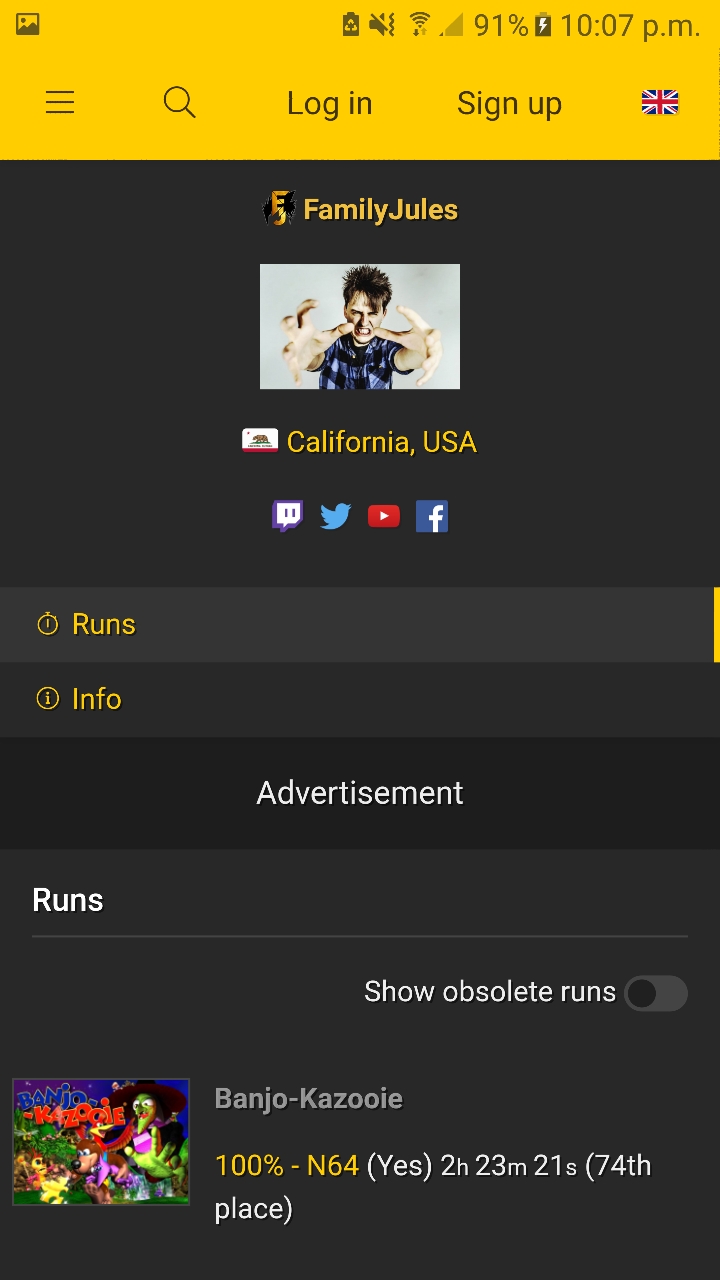 91% 10:07 p.m.
Log in Sign up
FamilyJules
California, USA
Runs
Info
Advertisement
Runs
Show obsolete runs
BANJO-KAZOOIE
Banjo-Kazooie
100% - N64 (Yes) 2h 23m 21s (74th
place)